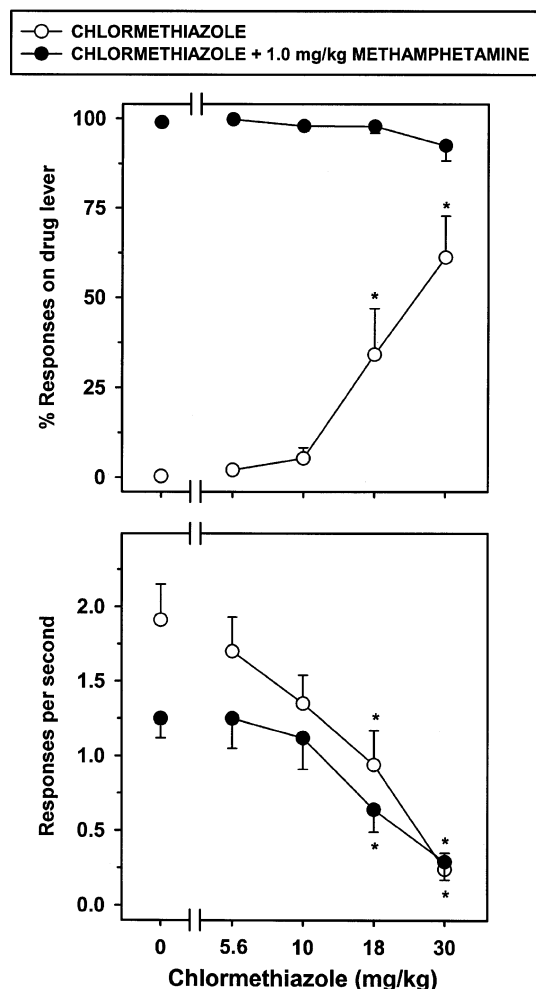 CHLORMETHIAZOLE
CHLORMETHIAZOLE + 1.0 mg/kg METHAMPHETAMINE
% Responses on drug lever
100
75
50
25
0
*
*
Responses per second
2.0
1.5
1.0
0.5
0.0
*
*
*
*
0 5.6 10 18 30
Chlormethiazole (mg/kg)